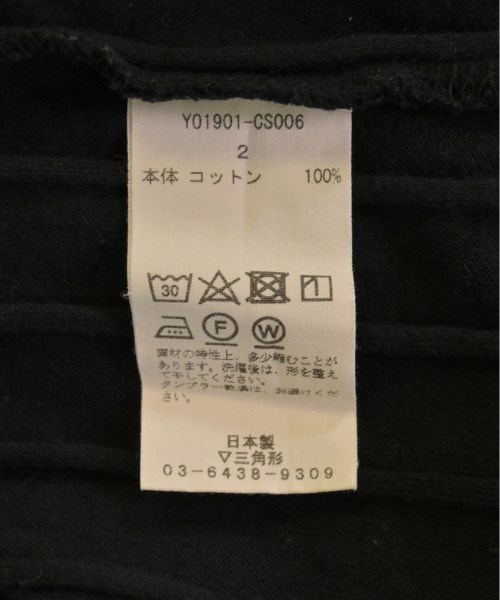 Y01901-CS006
2
本体 コットン 100%
30
F W
素材の特性上、多少縮むことが
あります。洗濯後は、形を整え
て干してください。
タンブラー乾燥は、お避けくだ
さい。
日本製
▽三角形
03-6438-9309